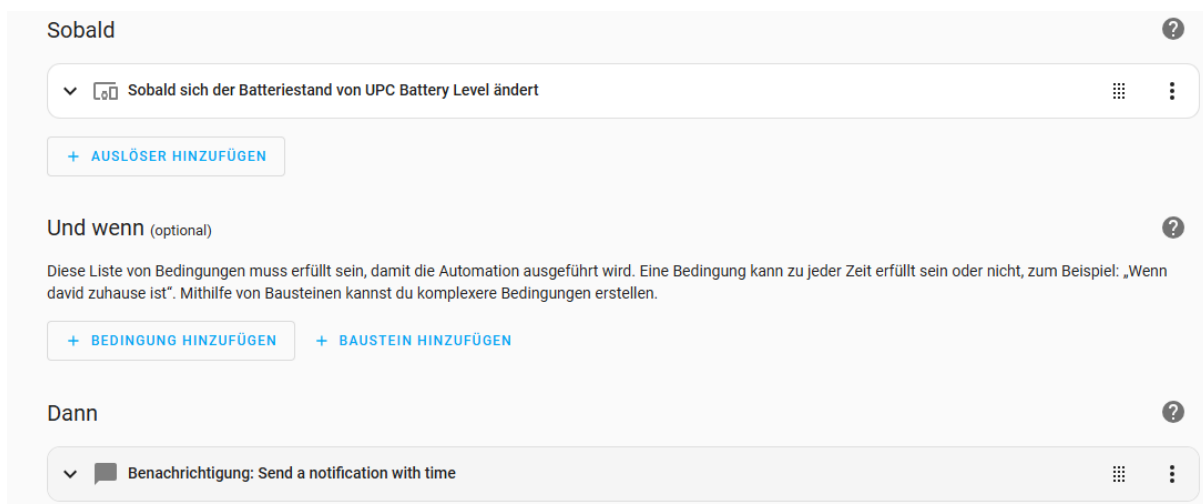 Sobald
Sobald sich der Batteriestand von UPC Battery Level ändert
+ AUSLÖSER HINZUFÜGEN
Und wenn (optional)
Diese Liste von Bedingungen muss erfüllt sein, damit die Automation ausgeführt wird. Eine Bedingung kann zu jeder Zeit erfüllt sein oder nicht, zum Beispiel: „Wenn
david zuhause ist“. Mithilfe von Bausteinen kannst du komplexere Bedingungen erstellen.
+ BEDINGUNG HINZUFÜGEN + BAUSTEIN HINZUFÜGEN
Dann
Benachrichtigung: Send a notification with time